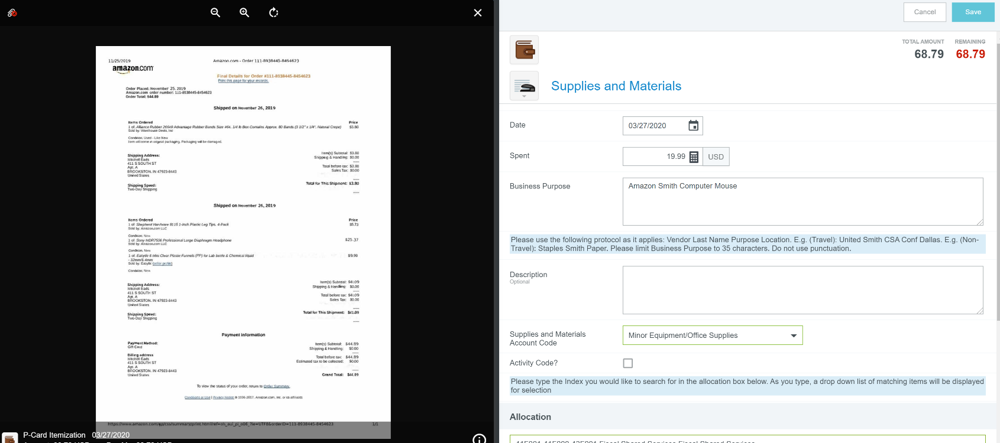 11/25/2019
Amazon.com - Order 111-8938445-8454623
amazon.com
Final Details for Order #111-8938445-8454623
Print this page for your records.
Order Placed: November 25, 2019
Amazon.com order number: 111-8938445-8454623
Order Total: $44.89
Shipped on November 26, 2019
Items Ordered Price
1 of: Alliance Rubber 26649 Advantage Rubber Bands Size #64, 1/4 lb Box Contains Approx. 80 Bands (3 1/2" x 1/4", Natural Crepe) $3.80
Sold by: Warehouse Deals, Inc
Condition: Used - Like New
Item will come in original packaging. Packaging will be damaged.
Shipping Address:
Mitchell Eads
411 S SOUTH ST
Apt. A
BROOKSTON, IN 47923-8443
United States
Item(s) Subtotal: $3.80
Shipping & Handling: $0.00
-----
Total before tax: $3.80
Sales Tax: $0.00
-----
Total for This Shipment: $3.80
-----
Shipping Speed:
Two-Day Shipping
Shipped on November 26, 2019
Items Ordered Price
1 of: Shepherd Hardware 9115 1-Inch Plastic Leg Tips, 4-Pack $5.73
Sold by: Amazon.com LLC
Condition: New
1 of: Sony MDR7506 Professional Large Diaphragm Headphone $25.37
Sold by: Amazon.com LLC
Condition: New
1 of: Easytle 6 Mini Clear Plastic Funnels (PP) for Lab bottle & Chemical liquid $9.99
- 32mm/6.4mm
Sold by: Easytle (seller profile)
Condition: New
Shipping Address:
Mitchell Eads
411 S SOUTH ST
Apt. A
BROOKSTON, IN 47923-8443
United States
Item(s) Subtotal: $41.09
Shipping & Handling: $0.00
-----
Total before tax: $41.09
Sales Tax: $0.00
-----
Total for This Shipment: $41.09
-----
Shipping Speed:
Two-Day Shipping
Payment information
Payment Method:
Gift Card
Billing address
Mitchell Eads
411 S SOUTH ST
Apt. A
BROOKSTON, IN 47923-8443
United States
Item(s) Subtotal: $44.89
Shipping & Handling: $0.00
-----
Total before tax: $44.89
Estimated tax to be collected: $0.00
-----
Grand Total: $44.89
To view the status of your order, return to Order Summary.
Conditions of Use | Privacy Notice © 1996-2017, Amazon.com, Inc. or its affiliates
1/1
P-Card Itemization 03/27/2020
Cancel
Save
TOTAL AMOUNT REMAINING
68.79 68.79
Supplies and Materials
Date 03/27/2020
Spent 19.99 USD
Business Purpose Amazon Smith Computer Mouse
Please use the following protocol as it applies: Vendor Last Name Purpose Location. E.g. (Travel): United Smith CSA Conf Dallas. E.g. (Non-
Travel): Staples Smith Paper. Please limit Business Purpose to 35 characters. Do not use punctuation.
Description
Optional
Supplies and Materials
Account Code
Minor Equipment/Office Supplies
Activity Code?
Please type the Index you would like to search for in the allocation box below. As you type, a drop down list of matching items will be displayed
for selection
Allocation